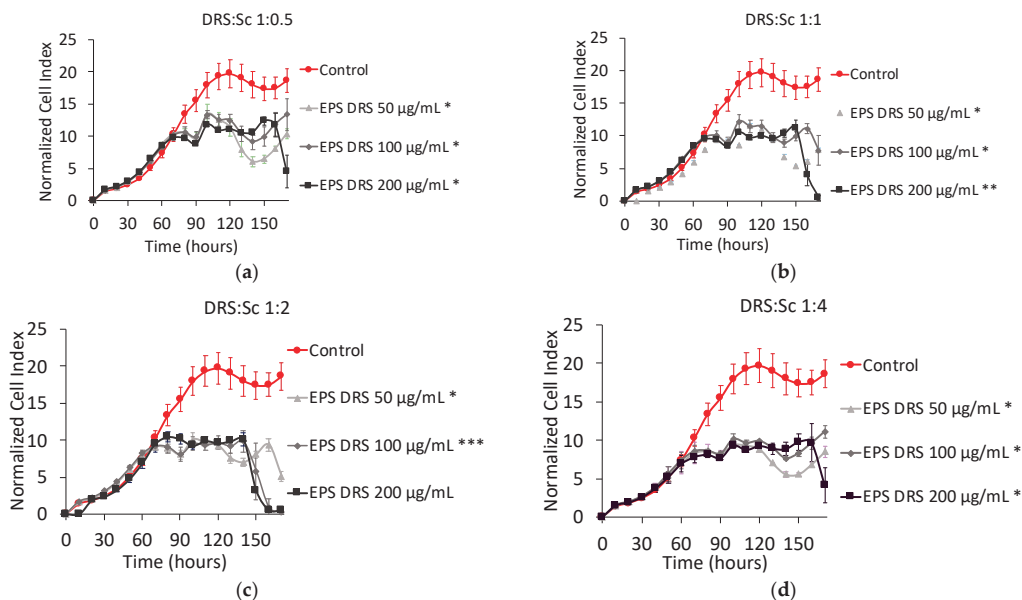 DRS:Sc 1:0.5
Normalized Cell Index
25
20
15
10
5
0
0 30 60 90 120 150
Time (hours)
Control
EPS DRS 50 µg/mL *
EPS DRS 100 µg/mL *
EPS DRS 200 µg/mL *
(a)
DRS:Sc 1:1
Normalized Cell Index
25
20
15
10
5
0
0 30 60 90 120 150
Time (hours)
Control
EPS DRS 50 µg/mL *
EPS DRS 100 µg/mL *
EPS DRS 200 µg/mL **
(b)
DRS:Sc 1:2
Normalized Cell Index
25
20
15
10
5
0
0 30 60 90 120 150
Time (hours)
Control
EPS DRS 50 µg/mL *
EPS DRS 100 µg/mL ***
EPS DRS 200 µg/mL
(c)
DRS:Sc 1:4
Normalized Cell Index
25
20
15
10
5
0
0 30 60 90 120 150
Time (hours)
Control
EPS DRS 50 µg/mL *
EPS DRS 100 µg/mL *
EPS DRS 200 µg/mL *
(d)